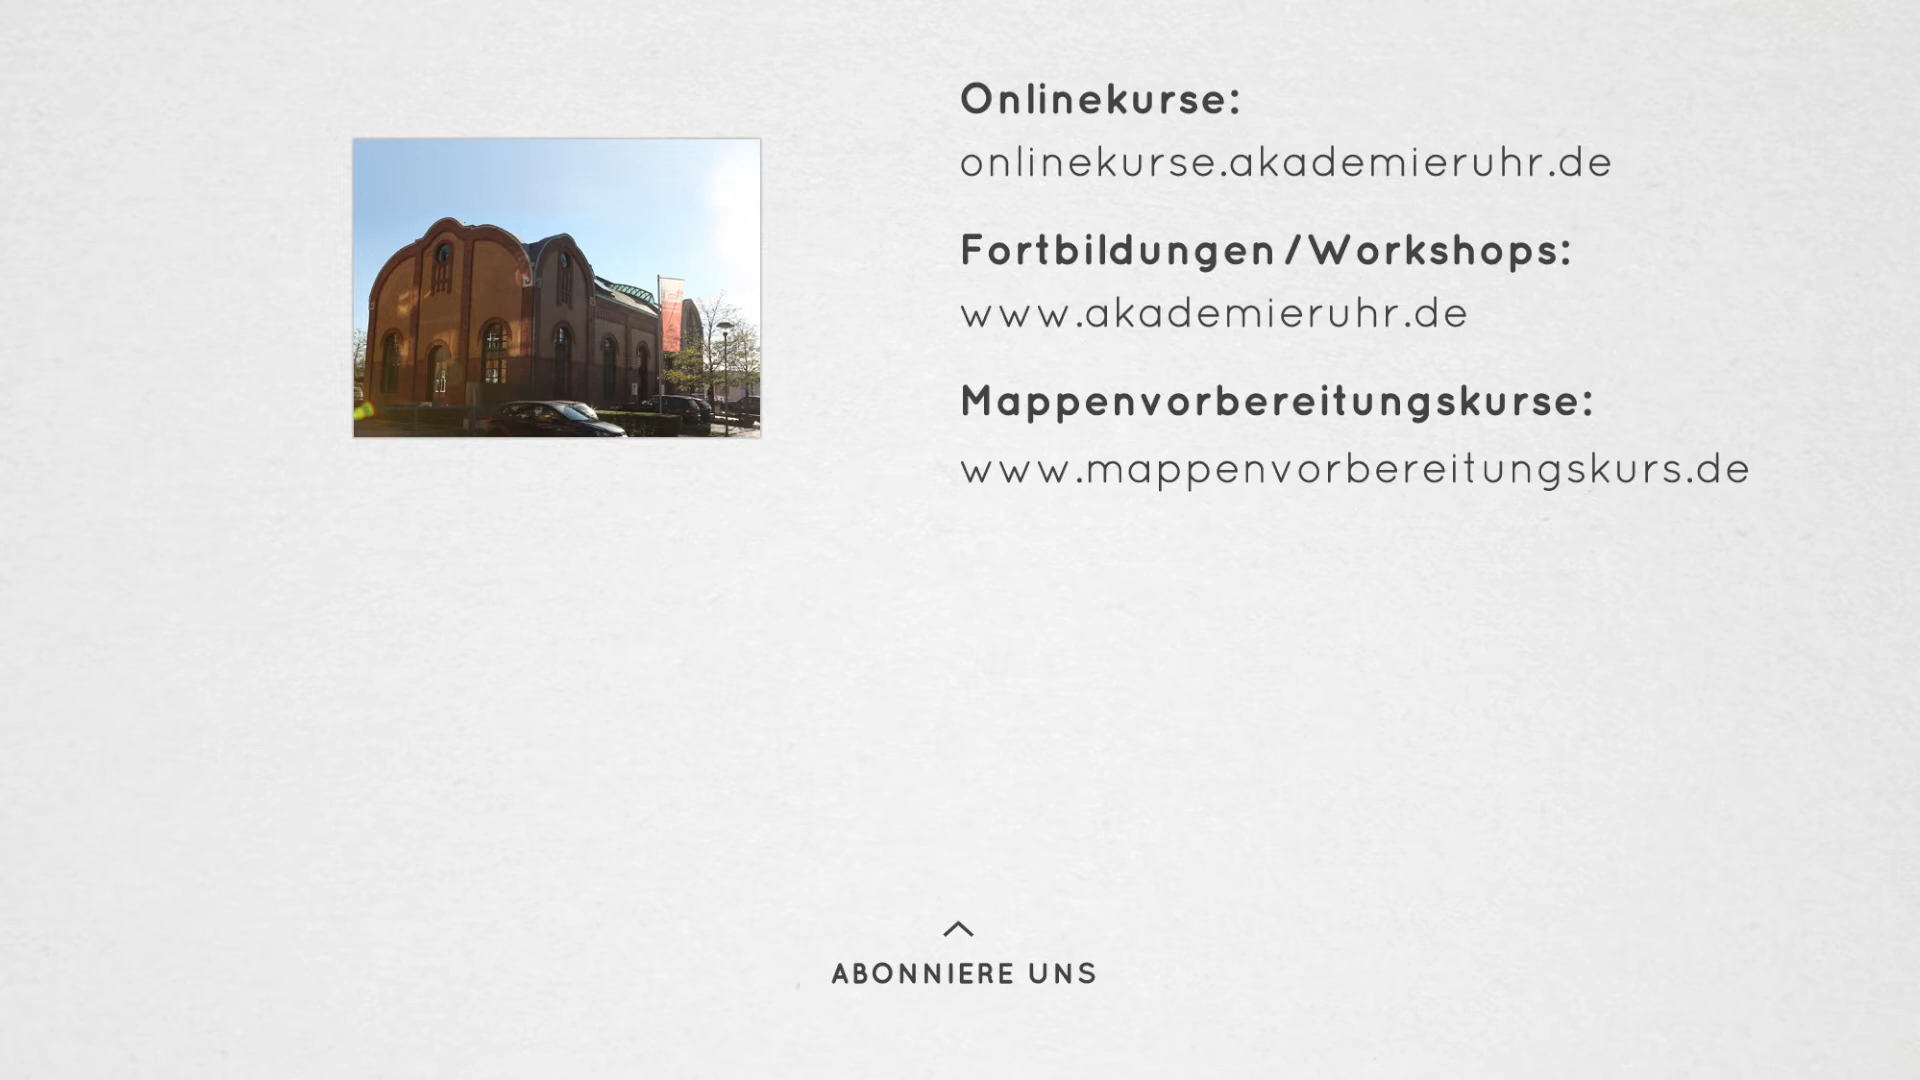 Onlinekurse:
onlinekurse.akademieruhr.de
Fortbildungen/Workshops:
www.akademieruhr.de
Mappenvorbereitungskurse:
www.mappenvorbereitungskurs.de
ABONNIERE UNS